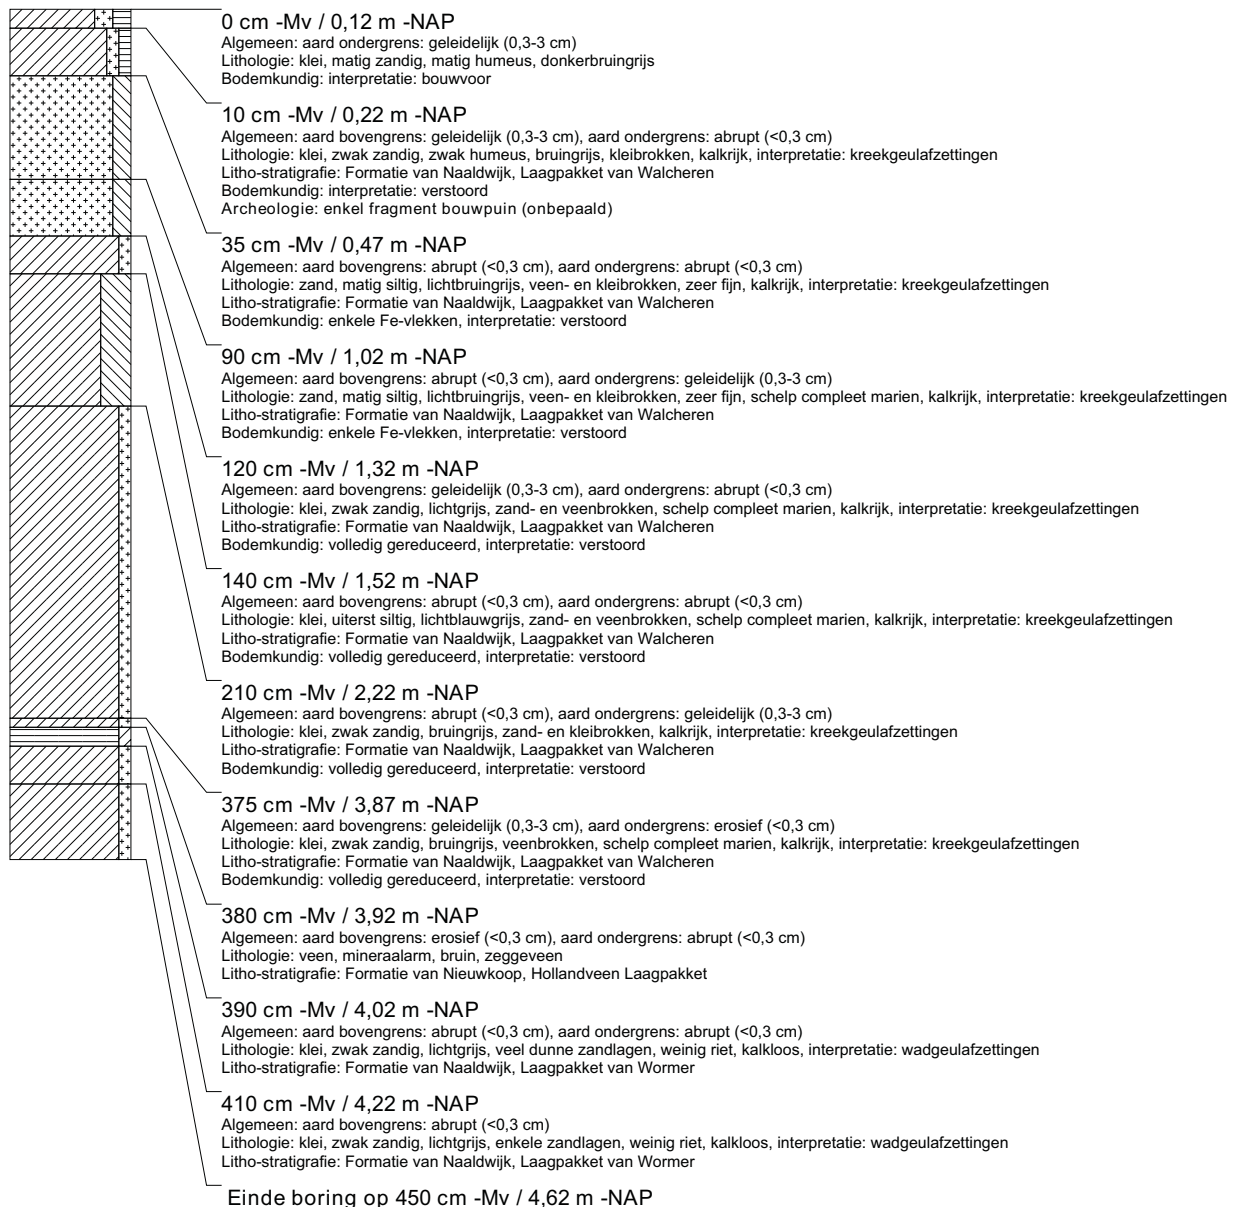 0 cm -Mv / 0,12 m -NAP
Algemeen: aard ondergrens: geleidelijk (0,3-3 cm)
Lithologie: klei, matig zandig, matig humeus, donkerbruingrijs
Bodemkundig: interpretatie: bouwvoor
10 cm -Mv / 0,22 m -NAP
Algemeen: aard bovengrens: geleidelijk (0,3-3 cm), aard ondergrens: abrupt (<0,3 cm)
Lithologie: klei, zwak zandig, zwak humeus, bruingrijs, kleibrokken, kalkrijk, interpretatie: kreekgeulafzettingen
Litho-stratigrafie: Formatie van Naaldwijk, Laagpakket van Walcheren
Bodemkundig: interpretatie: verstoord
Archeologie: enkel fragment bouwpuin (onbepaald)
35 cm -Mv / 0,47 m -NAP
Algemeen: aard bovengrens: abrupt (<0,3 cm), aard ondergrens: abrupt (<0,3 cm)
Lithologie: zand, matig siltig, lichtbruingrijs, veen- en kleibrokken, zeer fijn, kalkrijk, interpretatie: kreekgeulafzettingen
Litho-stratigrafie: Formatie van Naaldwijk, Laagpakket van Walcheren
Bodemkundig: enkele Fe-vlekken, interpretatie: verstoord
90 cm -Mv / 1,02 m -NAP
Algemeen: aard bovengrens: abrupt (<0,3 cm), aard ondergrens: geleidelijk (0,3-3 cm)
Lithologie: zand, matig siltig, lichtbruingrijs, veen- en kleibrokken, zeer fijn, schelp compleet marien, kalkrijk, interpretatie: kreekgeulafzettingen
Litho-stratigrafie: Formatie van Naaldwijk, Laagpakket van Walcheren
Bodemkundig: enkele Fe-vlekken, interpretatie: verstoord
120 cm -Mv / 1,32 m -NAP
Algemeen: aard bovengrens: geleidelijk (0,3-3 cm), aard ondergrens: abrupt (<0,3 cm)
Lithologie: klei, zwak zandig, lichtgrijs, zand- en veenbrokken, schelp compleet marien, kalkrijk, interpretatie: kreekgeulafzettingen
Litho-stratigrafie: Formatie van Naaldwijk, Laagpakket van Walcheren
Bodemkundig: volledig gereduceerd, interpretatie: verstoord
140 cm -Mv / 1,52 m -NAP
Algemeen: aard bovengrens: abrupt (<0,3 cm), aard ondergrens: abrupt (<0,3 cm)
Lithologie: klei, uiterst siltig, lichtblauwgrijs, zand- en veenbrokken, schelp compleet marien, kalkrijk, interpretatie: kreekgeulafzettingen
Litho-stratigrafie: Formatie van Naaldwijk, Laagpakket van Walcheren
Bodemkundig: volledig gereduceerd, interpretatie: verstoord
210 cm -Mv / 2,22 m -NAP
Algemeen: aard bovengrens: abrupt (<0,3 cm), aard ondergrens: geleidelijk (0,3-3 cm)
Lithologie: klei, zwak zandig, bruingrijs, zand- en kleibrokken, kalkrijk, interpretatie: kreekgeulafzettingen
Litho-stratigrafie: Formatie van Naaldwijk, Laagpakket van Walcheren
Bodemkundig: volledig gereduceerd, interpretatie: verstoord
375 cm -Mv / 3,87 m -NAP
Algemeen: aard bovengrens: geleidelijk (0,3-3 cm), aard ondergrens: erosief (<0,3 cm)
Lithologie: klei, zwak zandig, bruingrijs, veenbrokken, schelp compleet marien, kalkrijk, interpretatie: kreekgeulafzettingen
Litho-stratigrafie: Formatie van Naaldwijk, Laagpakket van Walcheren
Bodemkundig: volledig gereduceerd, interpretatie: verstoord
380 cm -Mv / 3,92 m -NAP
Algemeen: aard bovengrens: erosief (<0,3 cm), aard ondergrens: abrupt (<0,3 cm)
Lithologie: veen, mineraalarm, bruin, zeggeveen
Litho-stratigrafie: Formatie van Nieuwkoop, Hollandveen Laagpakket
390 cm -Mv / 4,02 m -NAP
Algemeen: aard bovengrens: abrupt (<0,3 cm), aard ondergrens: abrupt (<0,3 cm)
Lithologie: klei, zwak zandig, lichtgrijs, veel dunne zandlagen, weinig riet, kalkloos, interpretatie: wadgeulafzettingen
Litho-stratigrafie: Formatie van Naaldwijk, Laagpakket van Wormer
410 cm -Mv / 4,22 m -NAP
Algemeen: aard bovengrens: abrupt (<0,3 cm)
Lithologie: klei, zwak zandig, lichtgrijs, enkele zandlagen, weinig riet, kalkloos, interpretatie: wadgeulafzettingen
Litho-stratigrafie: Formatie van Naaldwijk, Laagpakket van Wormer
Einde boring op 450 cm -Mv / 4,62 m -NAP